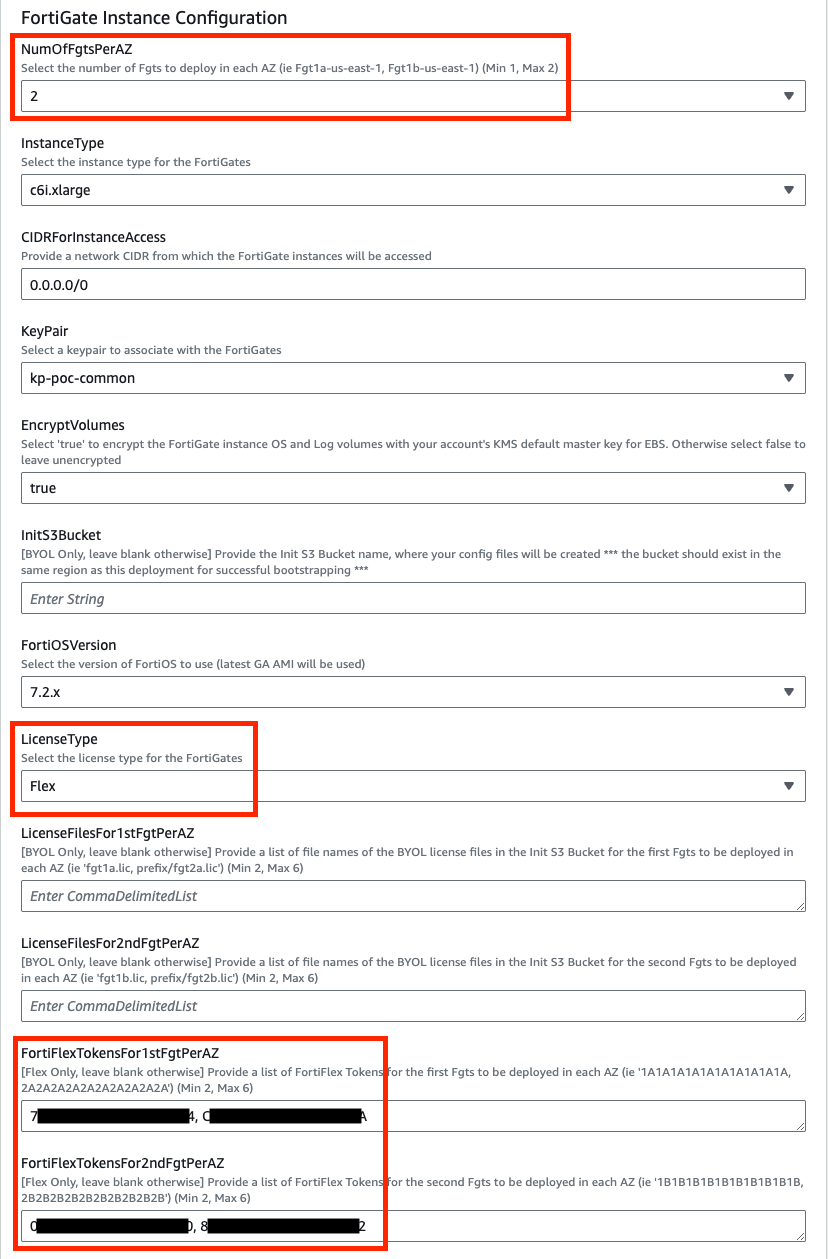 FortiGate Instance Configuration
NumOfFgtsPerAZ
Select the number of Fgts to deploy in each AZ (ie Fgt1a-us-east-1, Fgt1b-us-east-1) (Min 1, Max 2)
2
InstanceType
Select the instance type for the FortiGates
c6i.xlarge
CIDRForInstanceAccess
Provide a network CIDR from which the FortiGate instances will be accessed
0.0.0.0/0
KeyPair
Select a keypair to associate with the FortiGates
kp-poc-common
EncryptVolumes
Select 'true' to encrypt the FortiGate instance OS and Log volumes with your account's KMS default master key for EBS. Otherwise select false to
leave unencrypted
true
InitS3Bucket
[BYOL Only, leave blank otherwise] Provide the Init S3 Bucket name, where your config files will be created *** the bucket should exist in the
same region as this deployment for successful bootstrapping ***
Enter String
FortiOSVersion
Select the version of FortiOS to use (latest GA AMI will be used)
7.2.x
LicenseType
Select the license type for the FortiGates
Flex
LicenseFilesFor1stFgtPerAZ
[BYOL Only, leave blank otherwise] Provide a list of file names of the BYOL license files in the Init S3 Bucket for the first Fgts to be deployed in
each AZ (ie 'fgt1a.lic, prefix/fgt2a.lic') (Min 2, Max 6)
Enter CommaDelimitedList
LicenseFilesFor2ndFgtPerAZ
[BYOL Only, leave blank otherwise] Provide a list of file names of the BYOL license files in the Init S3 Bucket for the second Fgts to be deployed
in each AZ (ie 'fgt1b.lic, prefix/fgt2b.lic') (Min 2, Max 6)
Enter CommaDelimitedList
FortiFlexTokensFor1stFgtPerAZ
[Flex Only, leave blank otherwise] Provide a list of FortiFlex Tokens for the first Fgts to be deployed in each AZ (ie '1A1A1A1A1A1A1A1A1A1A,
2A2A2A2A2A2A2A2A2A2A') (Min 2, Max 6)
7 4, C A
FortiFlexTokensFor2ndFgtPerAZ
[Flex Only, leave blank otherwise] Provide a list of FortiFlex Tokens for the second Fgts to be deployed in each AZ (ie '1B1B1B1B1B1B1B1B1B1B,
2B2B2B2B2B2B2B2B2B2B') (Min 2, Max 6)
0 0, 8 2